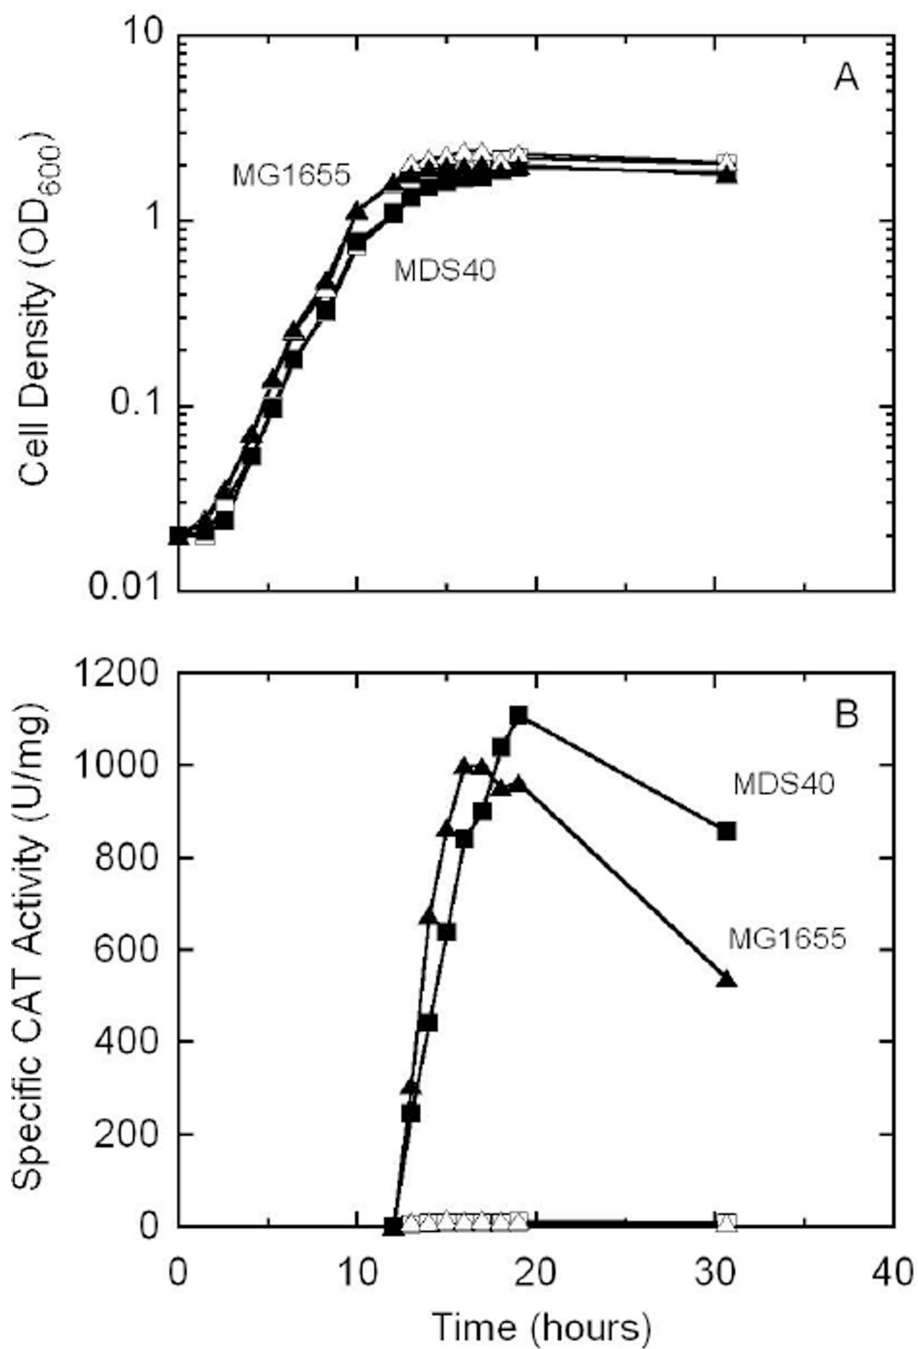 10
A
MG1655
1
MDS40
Cell Density (OD600)
0.1
0.01
1200
B
1000
MDS40
800
MG1655
600
Specific CAT Activity (U/mg)
400
200
0
0 10 20 30 40
Time (hours)